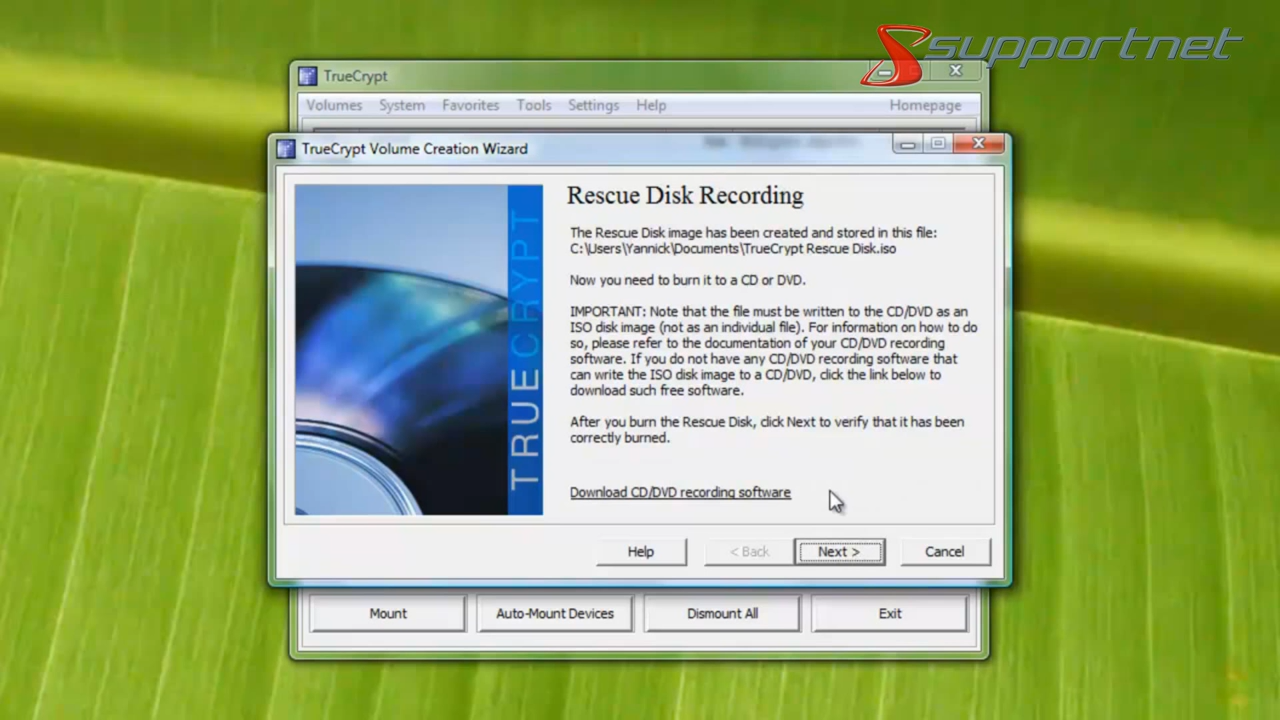 supportnet
TrueCrypt
Volumes System Favorites Tools Settings Help Homepage
TrueCrypt Volume Creation Wizard
TRUECRYPT
Rescue Disk Recording
The Rescue Disk image has been created and stored in this file:
C:\Users\Yannick\Documents\TrueCrypt Rescue Disk.iso
Now you need to burn it to a CD or DVD.
IMPORTANT: Note that the file must be written to the CD/DVD as an
ISO disk image (not as an individual file). For information on how to do
so, please refer to the documentation of your CD/DVD recording
software. If you do not have any CD/DVD recording software that
can write the ISO disk image to a CD/DVD, click the link below to
download such free software.
After you burn the Rescue Disk, click Next to verify that it has been
correctly burned.
Download CD/DVD recording software
Help < Back Next > Cancel
Mount Auto-Mount Devices Dismount All Exit